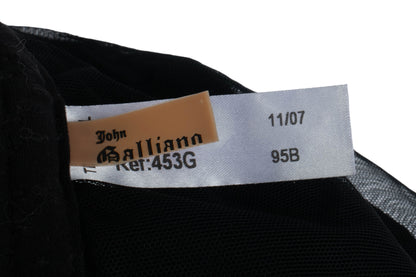 11/07
John
Galliano
Ref:453G
95B